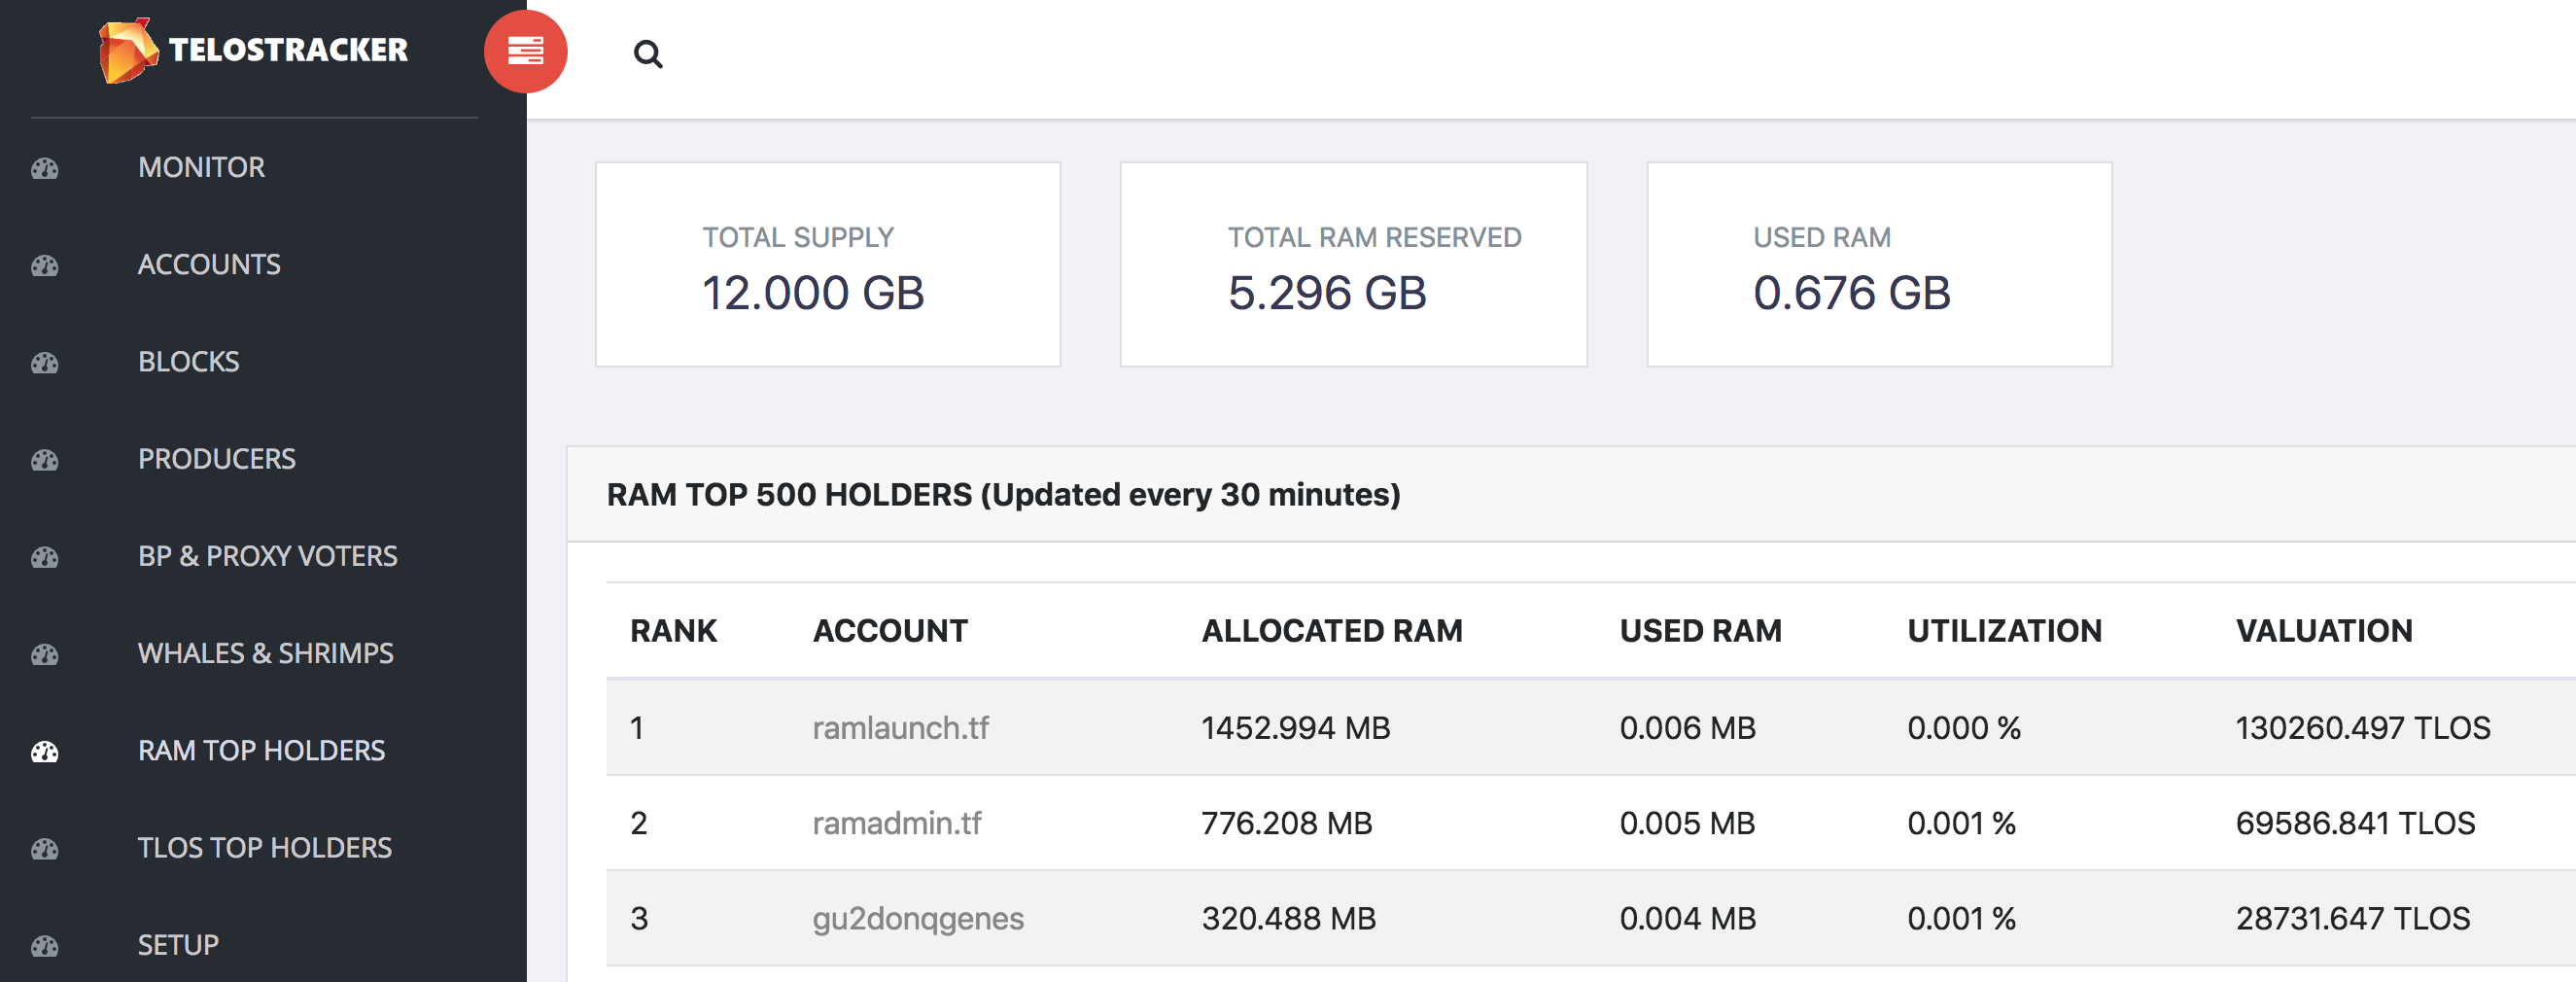 TELOSTRACKER
MONITOR
ACCOUNTS
BLOCKS
PRODUCERS
BP & PROXY VOTERS
WHALES & SHRIMPS
RAM TOP HOLDERS
TLOS TOP HOLDERS
SETUP
TOTAL SUPPLY
12.000 GB
TOTAL RAM RESERVED
5.296 GB
USED RAM
0.676 GB
RAM TOP 500 HOLDERS (Updated every 30 minutes)
RANK ACCOUNT ALLOCATED RAM USED RAM UTILIZATION VALUATION
1 ramlaunch.tf 1452.994 MB 0.006 MB 0.000 % 130260.497 TLOS
2 ramadmin.tf 776.208 MB 0.005 MB 0.001 % 69586.841 TLOS
3 gu2donqgenes 320.488 MB 0.004 MB 0.001 % 28731.647 TLOS